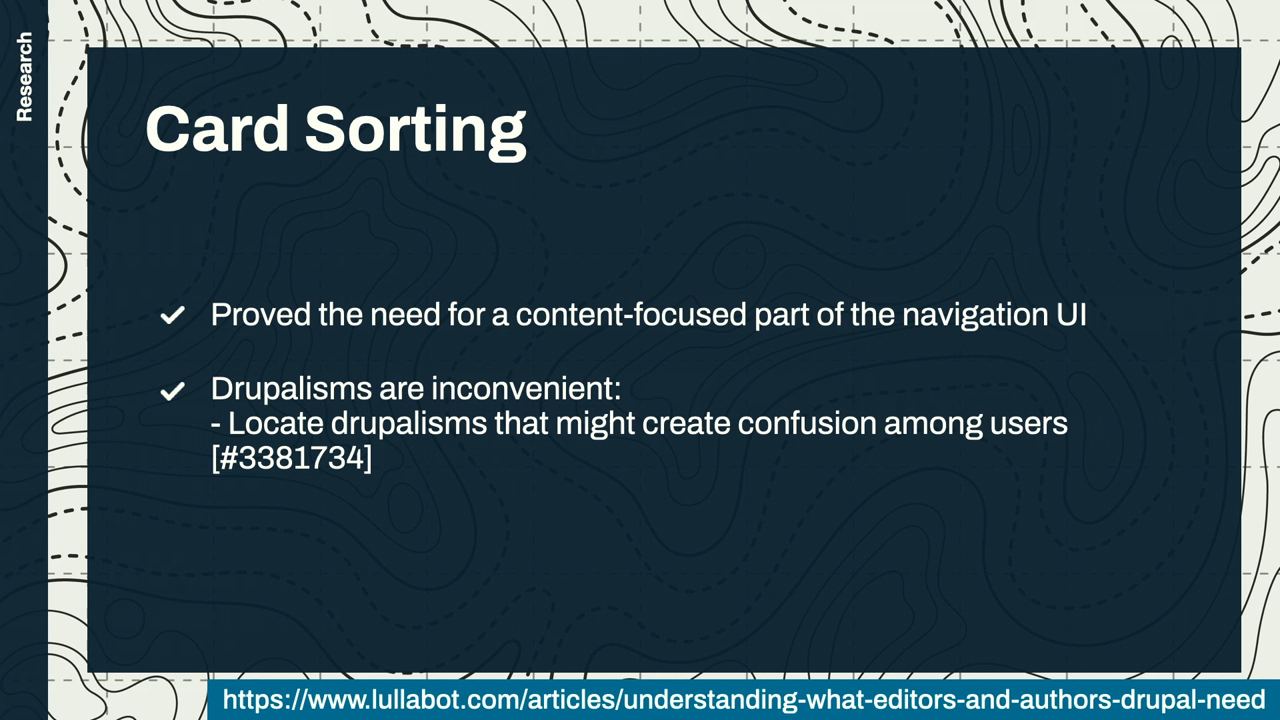 Research
Card Sorting
Proved the need for a content-focused part of the navigation UI
Drupalisms are inconvenient:
- Locate drupalisms that might create confusion among users
[#3381734]
https://www.lullabot.com/articles/understanding-what-editors-and-authors-drupal-need